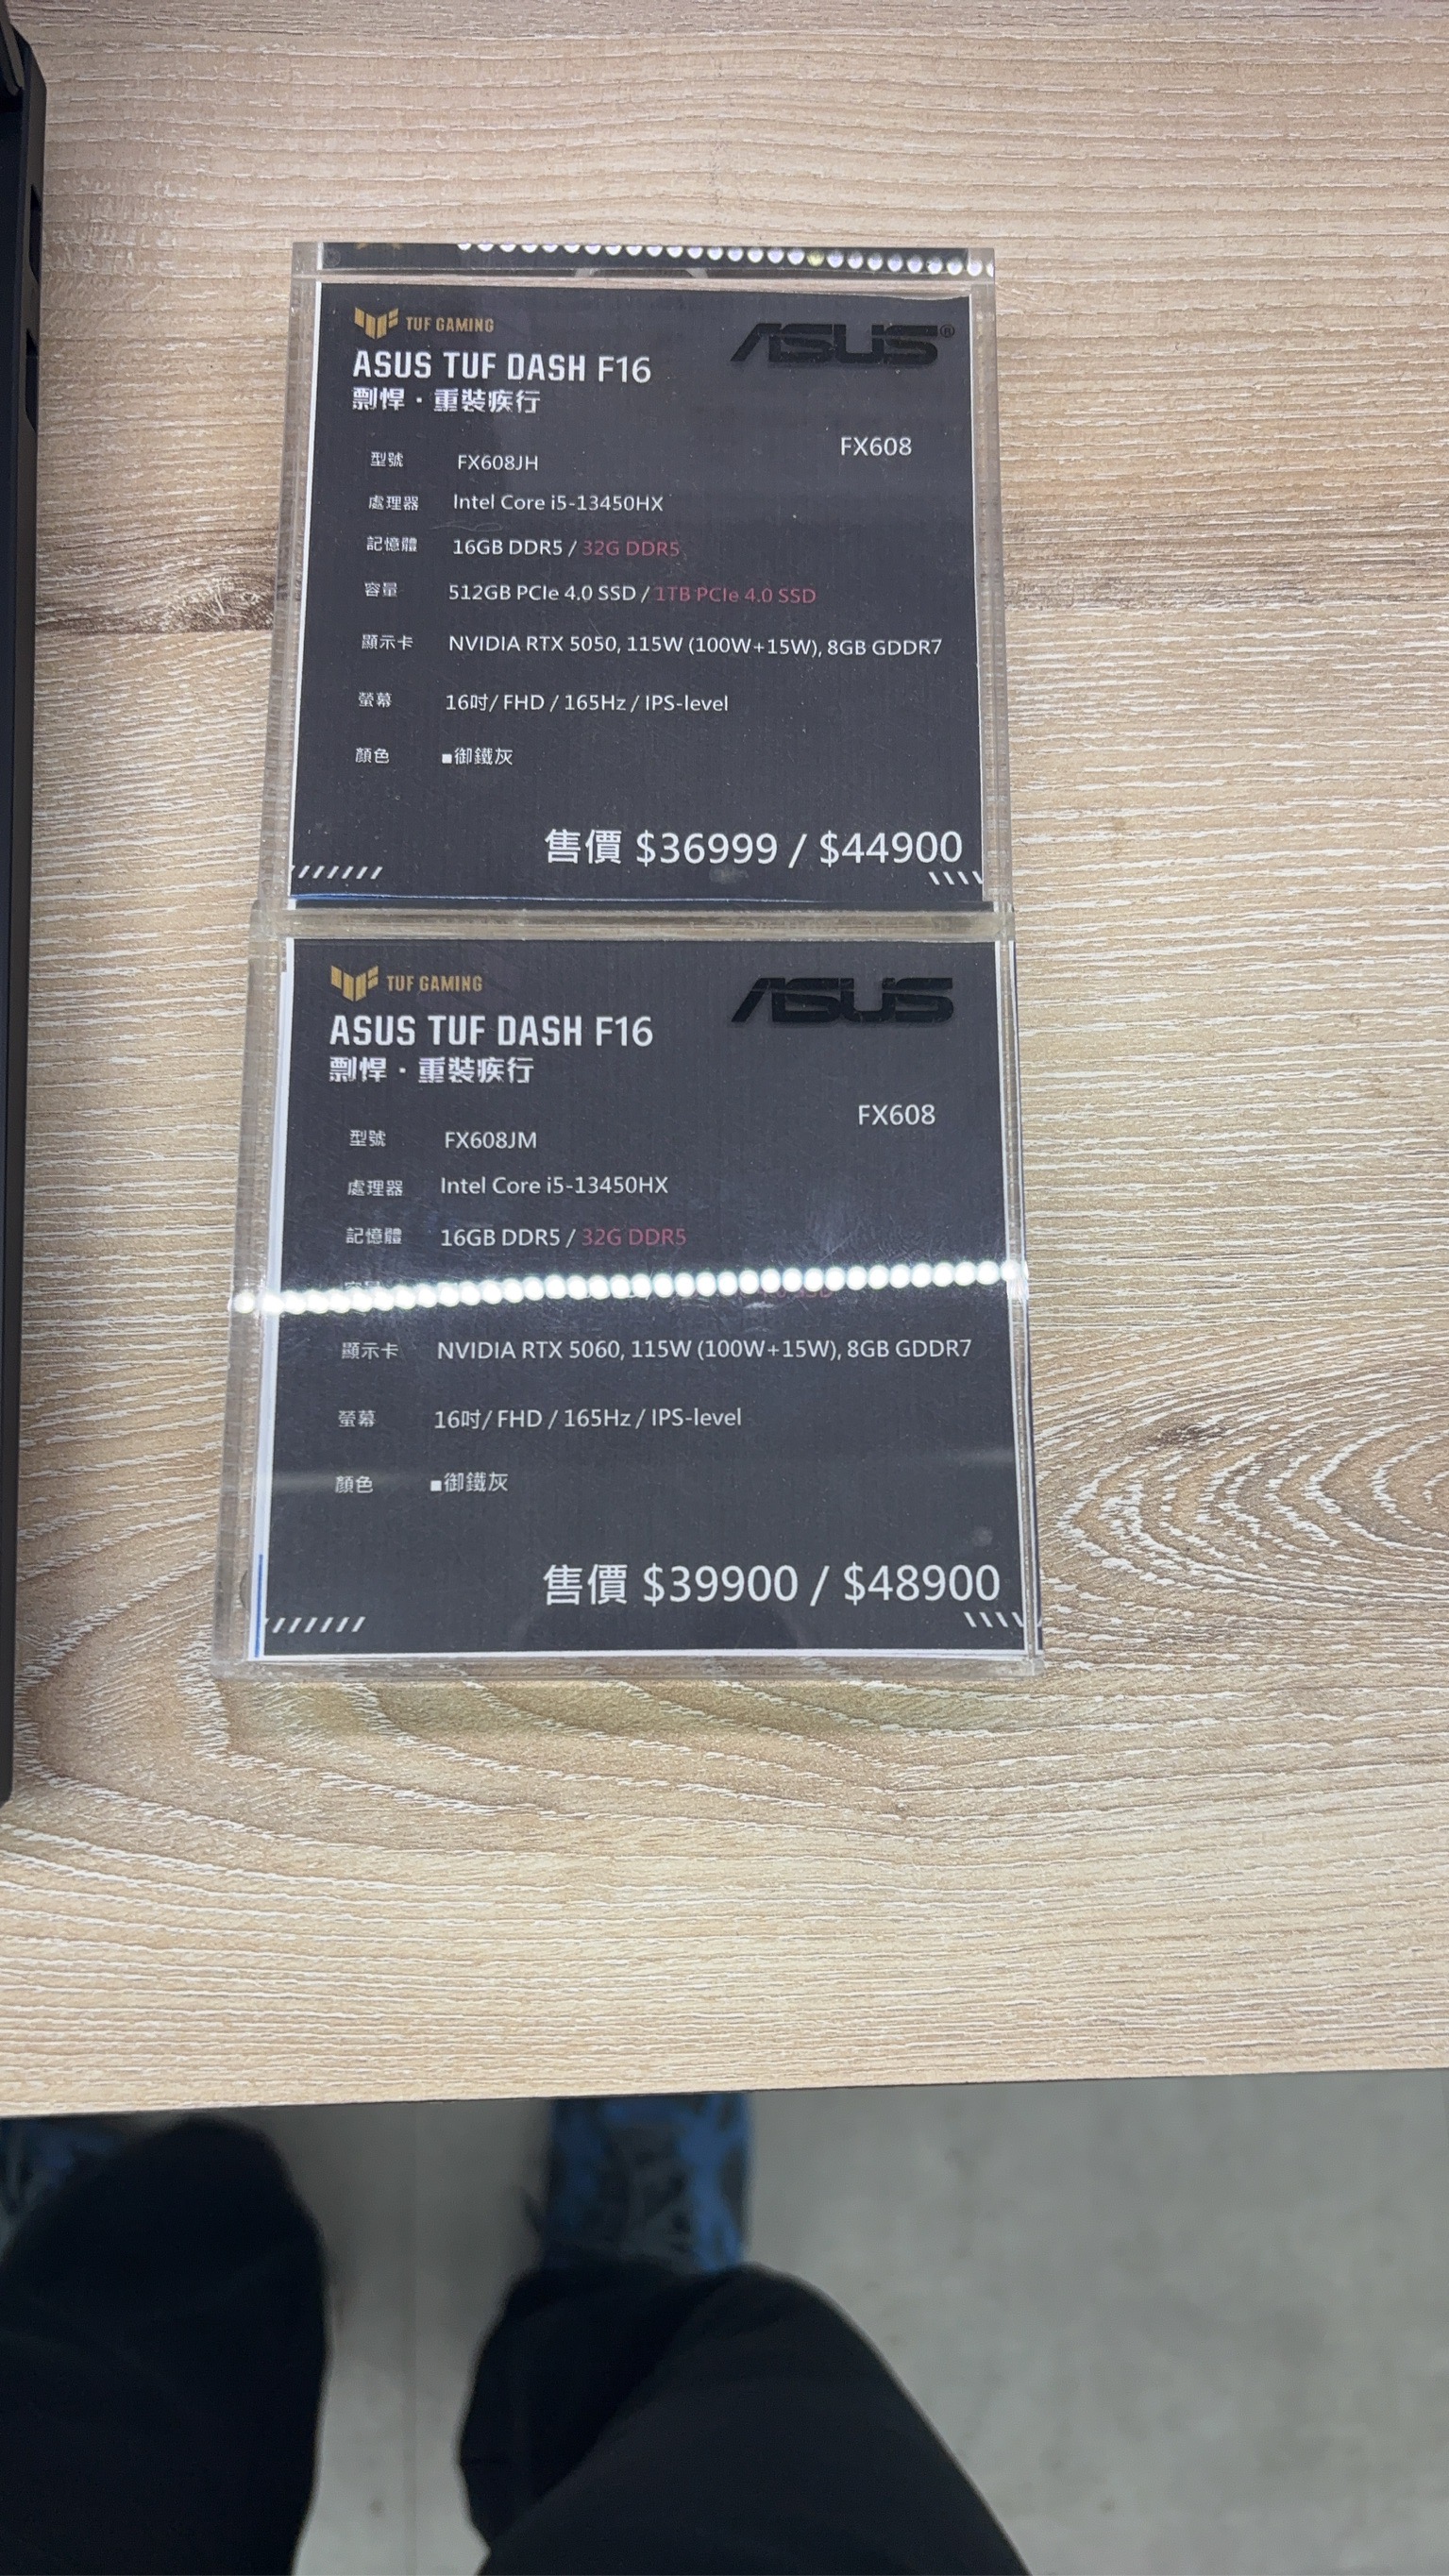 TUF GAMING
ASUS®
ASUS TUF DASH F16
剽悍·重裝疾行
FX608
型號 FX608JH
處理器 Intel Core i5-13450HX
記憶體 16GB DDR5 / 32G DDR5
容量 512GB PCIe 4.0 SSD / 1TB PCIe 4.0 SSD
顯示卡 NVIDIA RTX 5050, 115W (100W+15W), 8GB GDDR7
螢幕 16吋/ FHD / 165Hz / IPS-level
顏色 ■御鐵灰
售價 $36999 / $44900
TUF GAMING
ASUS
ASUS TUF DASH F16
剽悍·重裝疾行
FX608
型號 FX608JM
處理器 Intel Core i5-13450HX
記憶體 16GB DDR5 / 32G DDR5
顯示卡 NVIDIA RTX 5060, 115W (100W+15W), 8GB GDDR7
螢幕 16吋/ FHD / 165Hz / IPS-level
顏色 ■御鐵灰
售價 $39900 / $48900